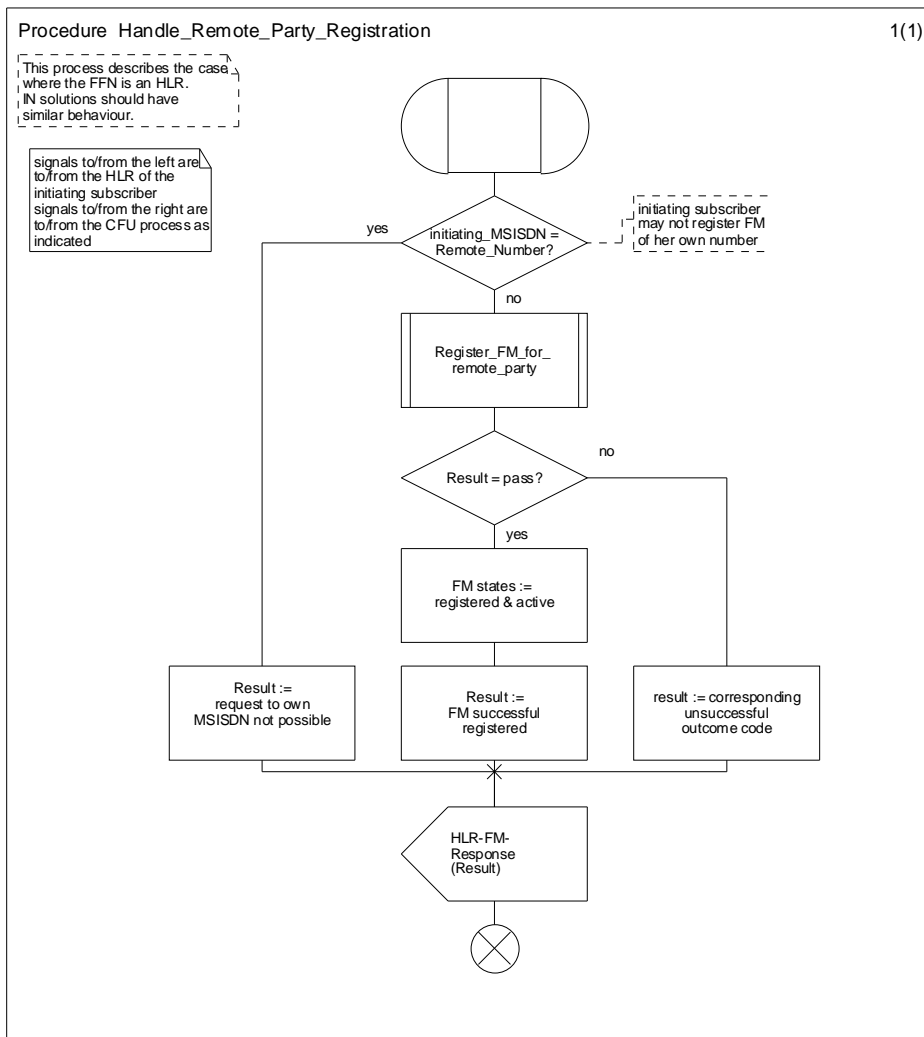 Procedure Handle_Remote_Party_Registration
1(1)
This process describes the case,
where the FFN is an HLR.
IN solutions should have
similar behaviour.
signals to/from the left are
to/from the HLR of the
initiating subscriber
signals to/from the right are
to/from the CFU process as
indicated
yes
initiating_MSISDN =
Remote_Number?
initiating subscriber
may not register FM
of her own number
no
Register_FM_for_
remote_party
Result = pass?
no
yes
FM states :=
registered & active
Result :=
request to own
MSISDN not possible
Result :=
FM successful
registered
result := corresponding
unsuccessful
outcome code
HLR-FM-
Response
(Result)